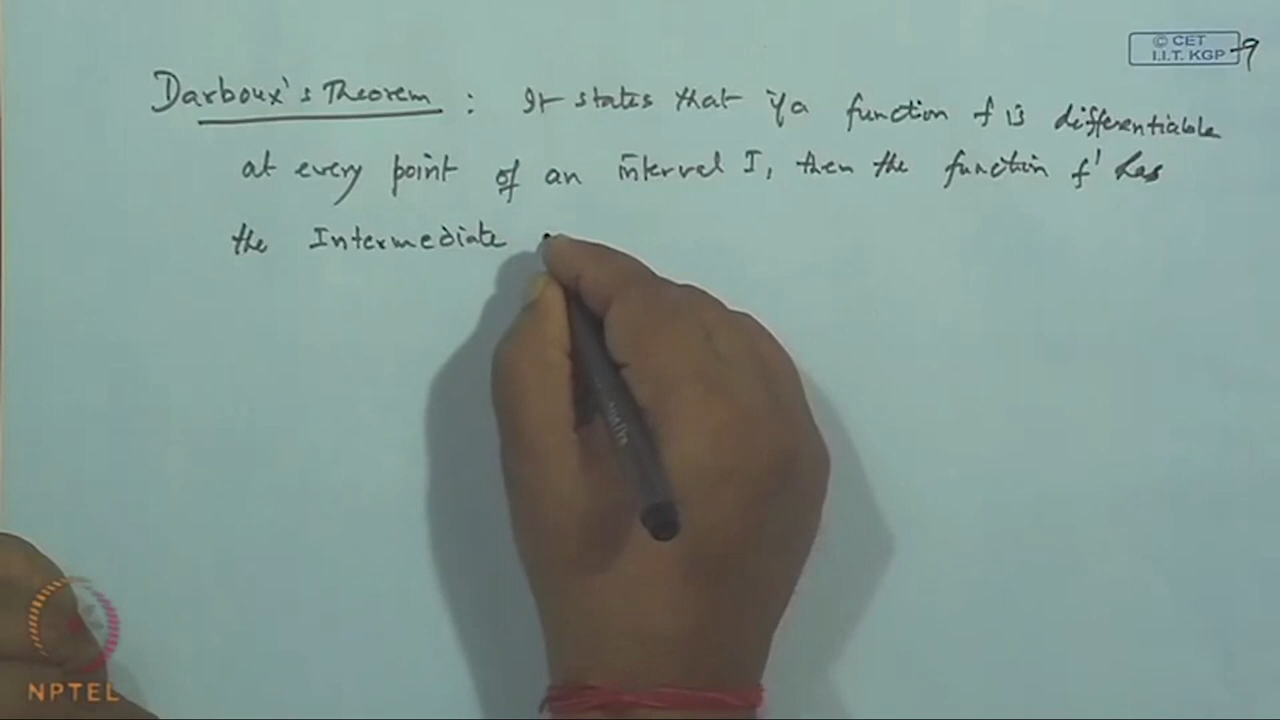 © CET
I.I.T. KGP
Darboux's Theorem : It states that if a function f is differentiable
at every point of an interval I, then the function f' has
the Intermediate
NPTEL